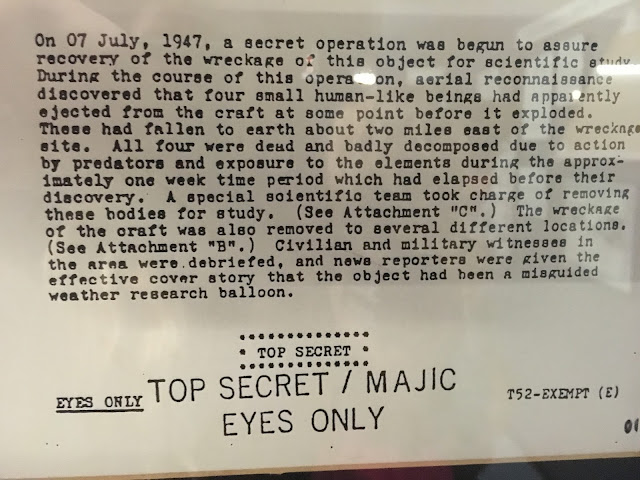 On 07 July, 1947, a secret operation was begun to assure
recovery of the wreckage of this object for scientific study.
During the course of this operation, aerial reconnaissance
discovered that four small human-like beings had apparently
ejected from the craft at some point before it exploded.
These had fallen to earth about two miles east of the wreckage
site. All four were dead and badly decomposed due to action
by predators and exposure to the elements during the approx-
imately one week time period which had elapsed before their
discovery. A special scientific team took charge of removing
these bodies for study. (See Attachment "C".) The wreckage
of the craft was also removed to several different locations.
(See Attachment "B".) Civilian and military witnesses in
the area were debriefed, and news reporters were given the
effective cover story that the object had been a misguided
weather research balloon.
TOP SECRET
EYES ONLY TOP SECRET / MAJIC T52-EXEMPT (E)
EYES ONLY